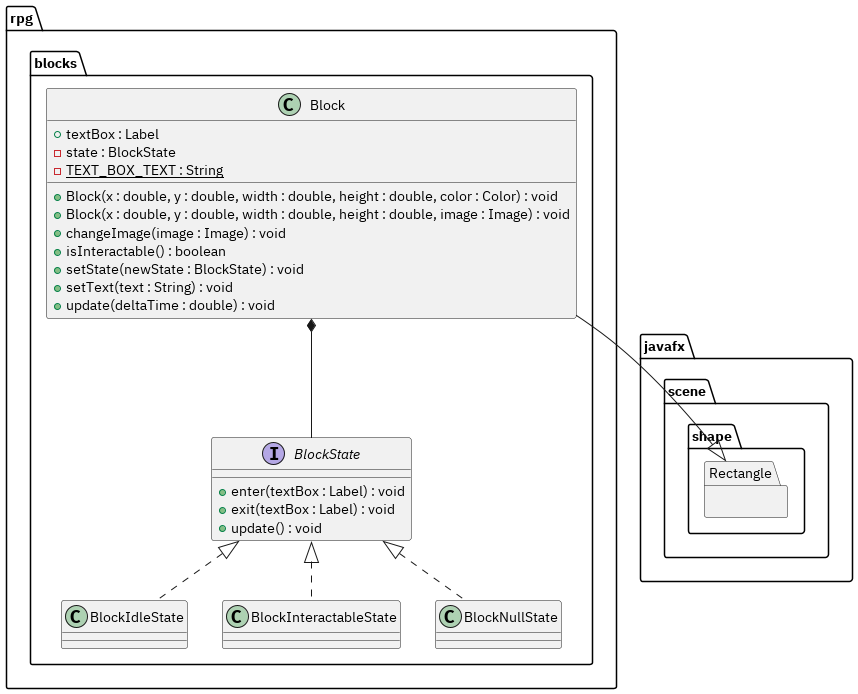 rpg
blocks
C Block
textBox : Label
state : BlockState
TEXT_BOX_TEXT : String
Block(x : double, y : double, width : double, height : double, color : Color) : void
Block(x : double, y : double, width : double, height : double, image : Image) : void
changeImage(image : Image) : void
isInteractable() : boolean
setState(newState : BlockState) : void
setText(text : String) : void
update(deltaTime : double) : void
javafx
scene
shape
Rectangle
I BlockState
enter(textBox : Label) : void
exit(textBox : Label) : void
update() : void
C BlockIdleState
C BlockInteractableState
C BlockNullState